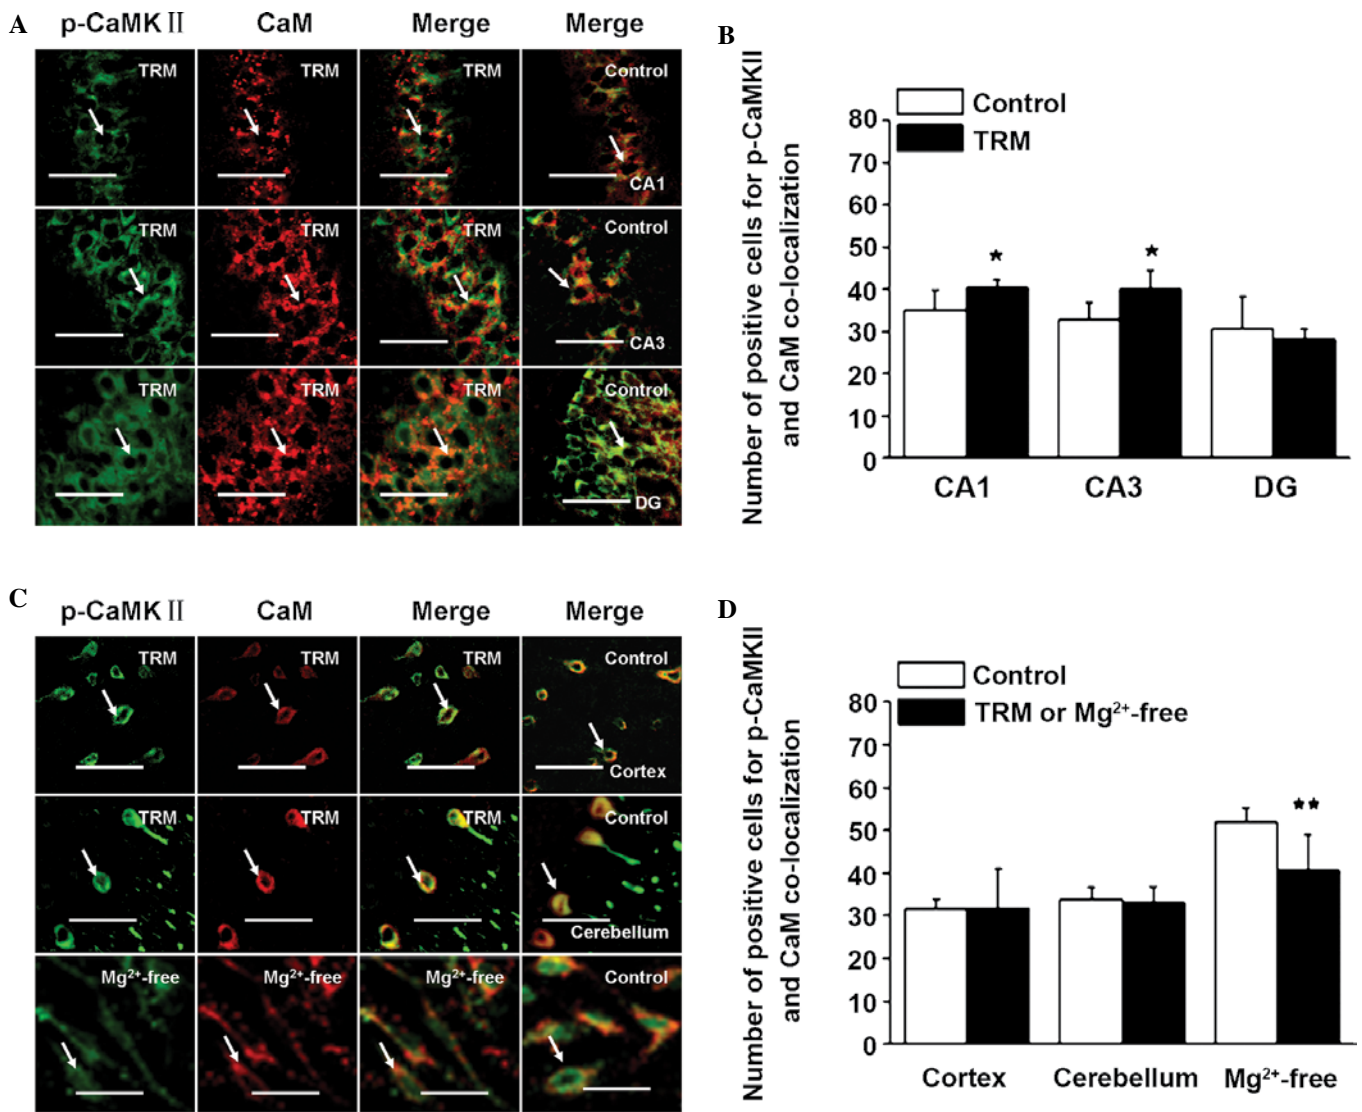 A
p-CaMKⅡ CaM Merge Merge
TRM TRM TRM Control
CA1
TRM TRM TRM Control
CA3
TRM TRM TRM Control
DG
B
Number of positive cells for p-CaMKII
and CaM co-localization
Control
TRM
80
70
60
50
40
30
20
10
0
★ ★
CA1 CA3 DG
C
p-CaMKⅡ CaM Merge Merge
TRM TRM TRM Control
Cortex
TRM TRM TRM Control
Cerebellum
Mg²⁺-free Mg²⁺-free Mg²⁺-free Control
D
Number of positive cells for p-CaMKII
and CaM co-localization
Control
TRM or Mg²⁺-free
80
70
60
50
40
30
20
10
0
★★
Cortex Cerebellum Mg²⁺-free